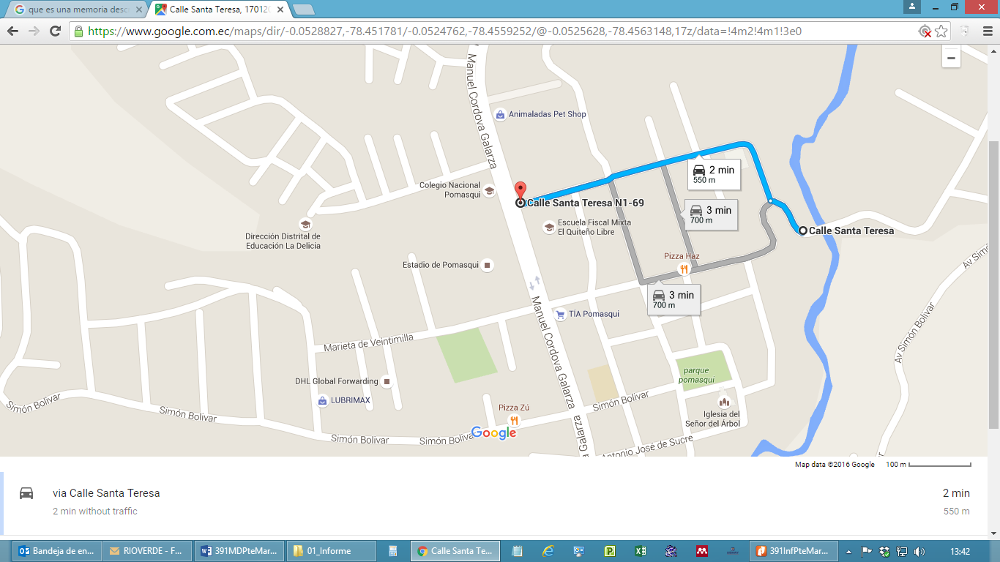 que es una memoria desc
Calle Santa Teresa, 17012
https://www.google.com.ec/maps/dir/-0.0528827,-78.451781/-0.0524762,-78.4559252/@-0.0525628,-78.4563148,17z/data=!4m2!4m1!3e0
Manuel Cordova Galarza
Animaladas Pet Shop
2 min
550 m
Colegio Nacional
Pomasqui
Calle Santa Teresa N1-69
3 min
700 m
Escuela Fiscal Mixta
El Quiteño Libre
Calle Santa Teresa
Dirección Distrital de
Educación La Delicia
Pizza Haz
Estadio de Pomasqui
Av Simón
3 min
700 m
TÍA Pomasqui
Manuel Cordova Galarza
Av Simón Bolivar
Marieta de Veintimilla
parque
pomasqui
DHL Global Forwarding
LUBRIMAX
Simón Bolivar
Simón Bolivar
Simón Bolivar
Pizza Zú
Iglesia del
Señor del Árbol
Simón Bolivar
Simón Boliva
Google
Galarza
Antonio José de Sucre
Map data ©2016 Google
100 m
via Calle Santa Teresa
2 min
2 min without traffic
550 m
Bandeja de en...
RIOVERDE - F...
391MDPteMar...
01_Informe
Calle Santa Te...
391InfPteMar...
13:42